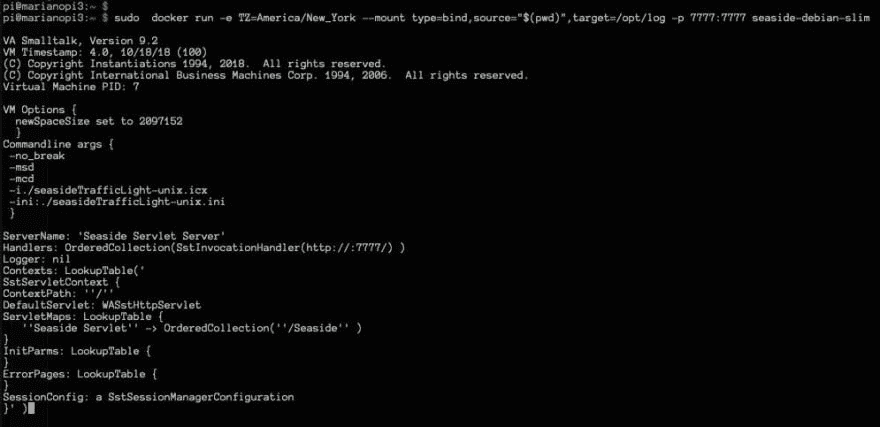 pi@marianopi3:~ $
pi@marianopi3:~ $ sudo  docker run -e TZ=America/New_York --mount type=bind,source="$(pwd)",target=/opt/log -p 7777:7777 seaside-debian-slim
VA Smalltalk, Version 9.2
VM Timestamp: 4.0, 10/18/18 (100)
(C) Copyright Instantiations 1994, 2018.  All rights reserved.
(C) Copyright International Business Machines Corp. 1994, 2006.  All rights reserved.
Virtual Machine PID: 7
VM Options {
  newSpaceSize set to 2097152
  }
Commandline args {
 -no_break
 -msd
 -mcd
 -i./seasideTrafficLight-unix.icx
 -ini:./seasideTrafficLight-unix.ini
 }
ServerName: 'Seaside Servlet Server'
Handlers: OrderedCollection(SstInvocationHandler(http://:7777/) )
Logger: nil
Contexts: LookupTable('
SstServletContext {
ContextPath: ''/''
DefaultServlet: WASstHttpServlet
ServletMaps: LookupTable {
   ''Seaside Servlet'' -> OrderedCollection(''/Seaside'' )
}
InitParms: LookupTable {
}
ErrorPages: LookupTable {
}
SessionConfig: a SstSessionManagerConfiguration
}' )